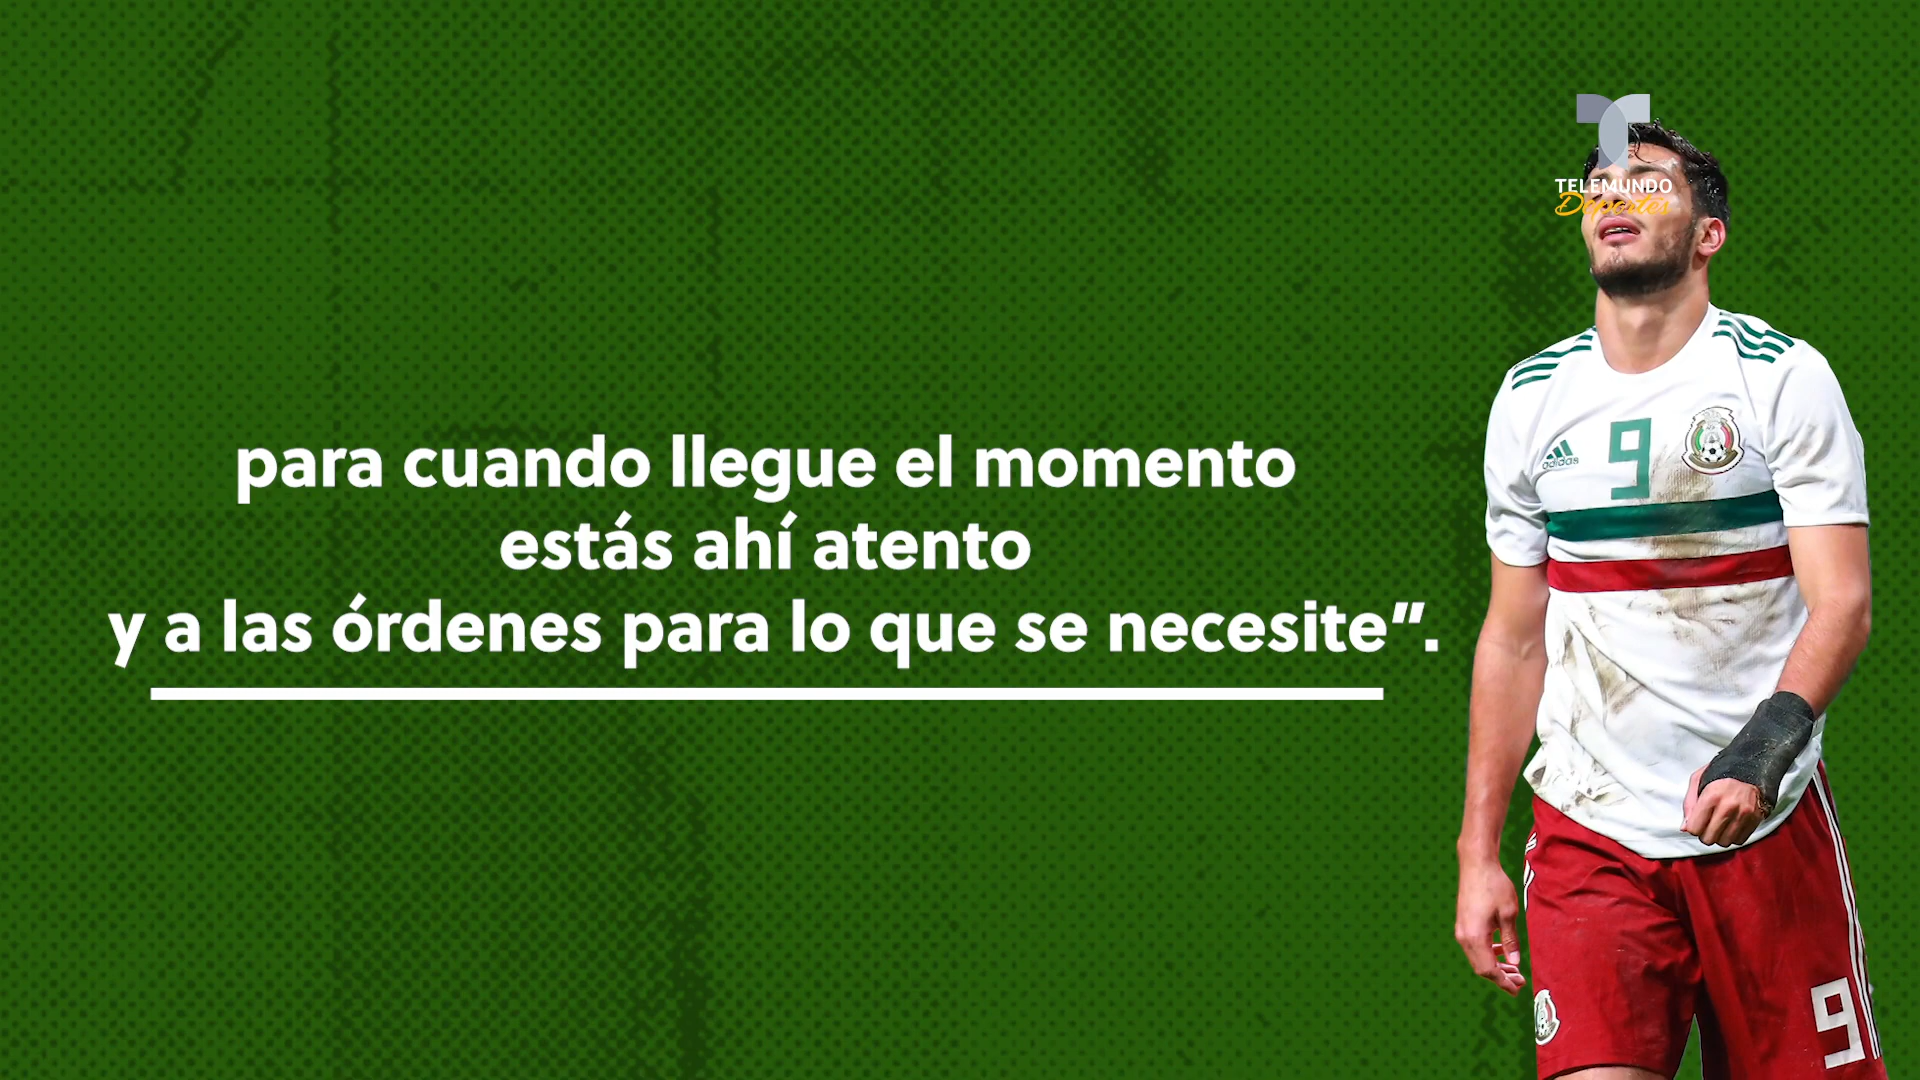 TELEMUNDO
Deportes
para cuando llegue el momento
estás ahí atento
y a las órdenes para lo que se necesite”.
adidas
9
9